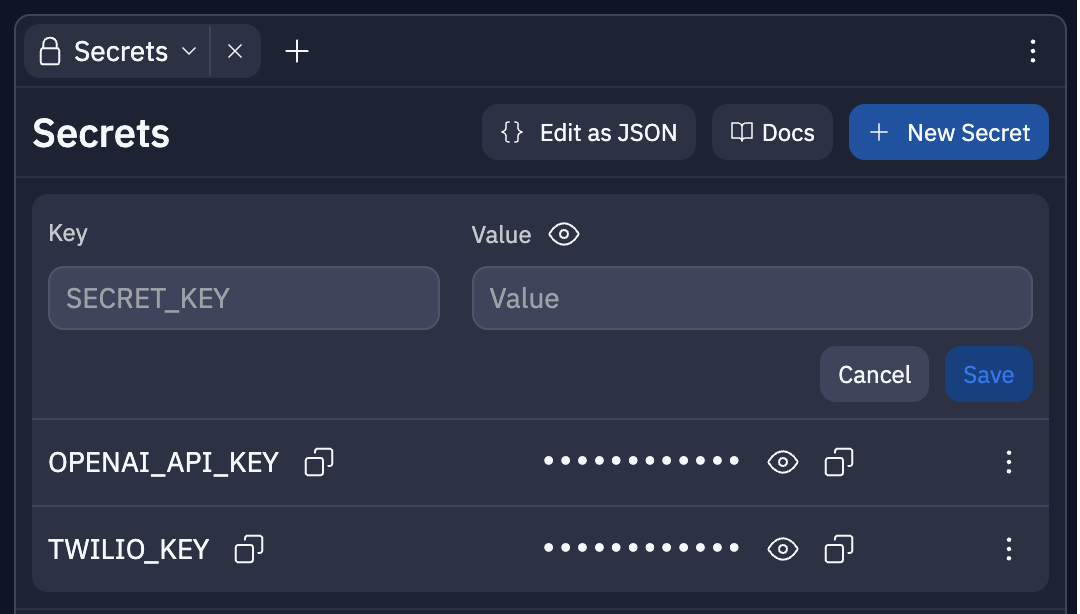 Secrets
Secrets
{} Edit as JSON
Docs
+ New Secret
Key
Value
SECRET_KEY
Value
Cancel
Save
OPENAI_API_KEY
••••••••••••
TWILIO_KEY
••••••••••••